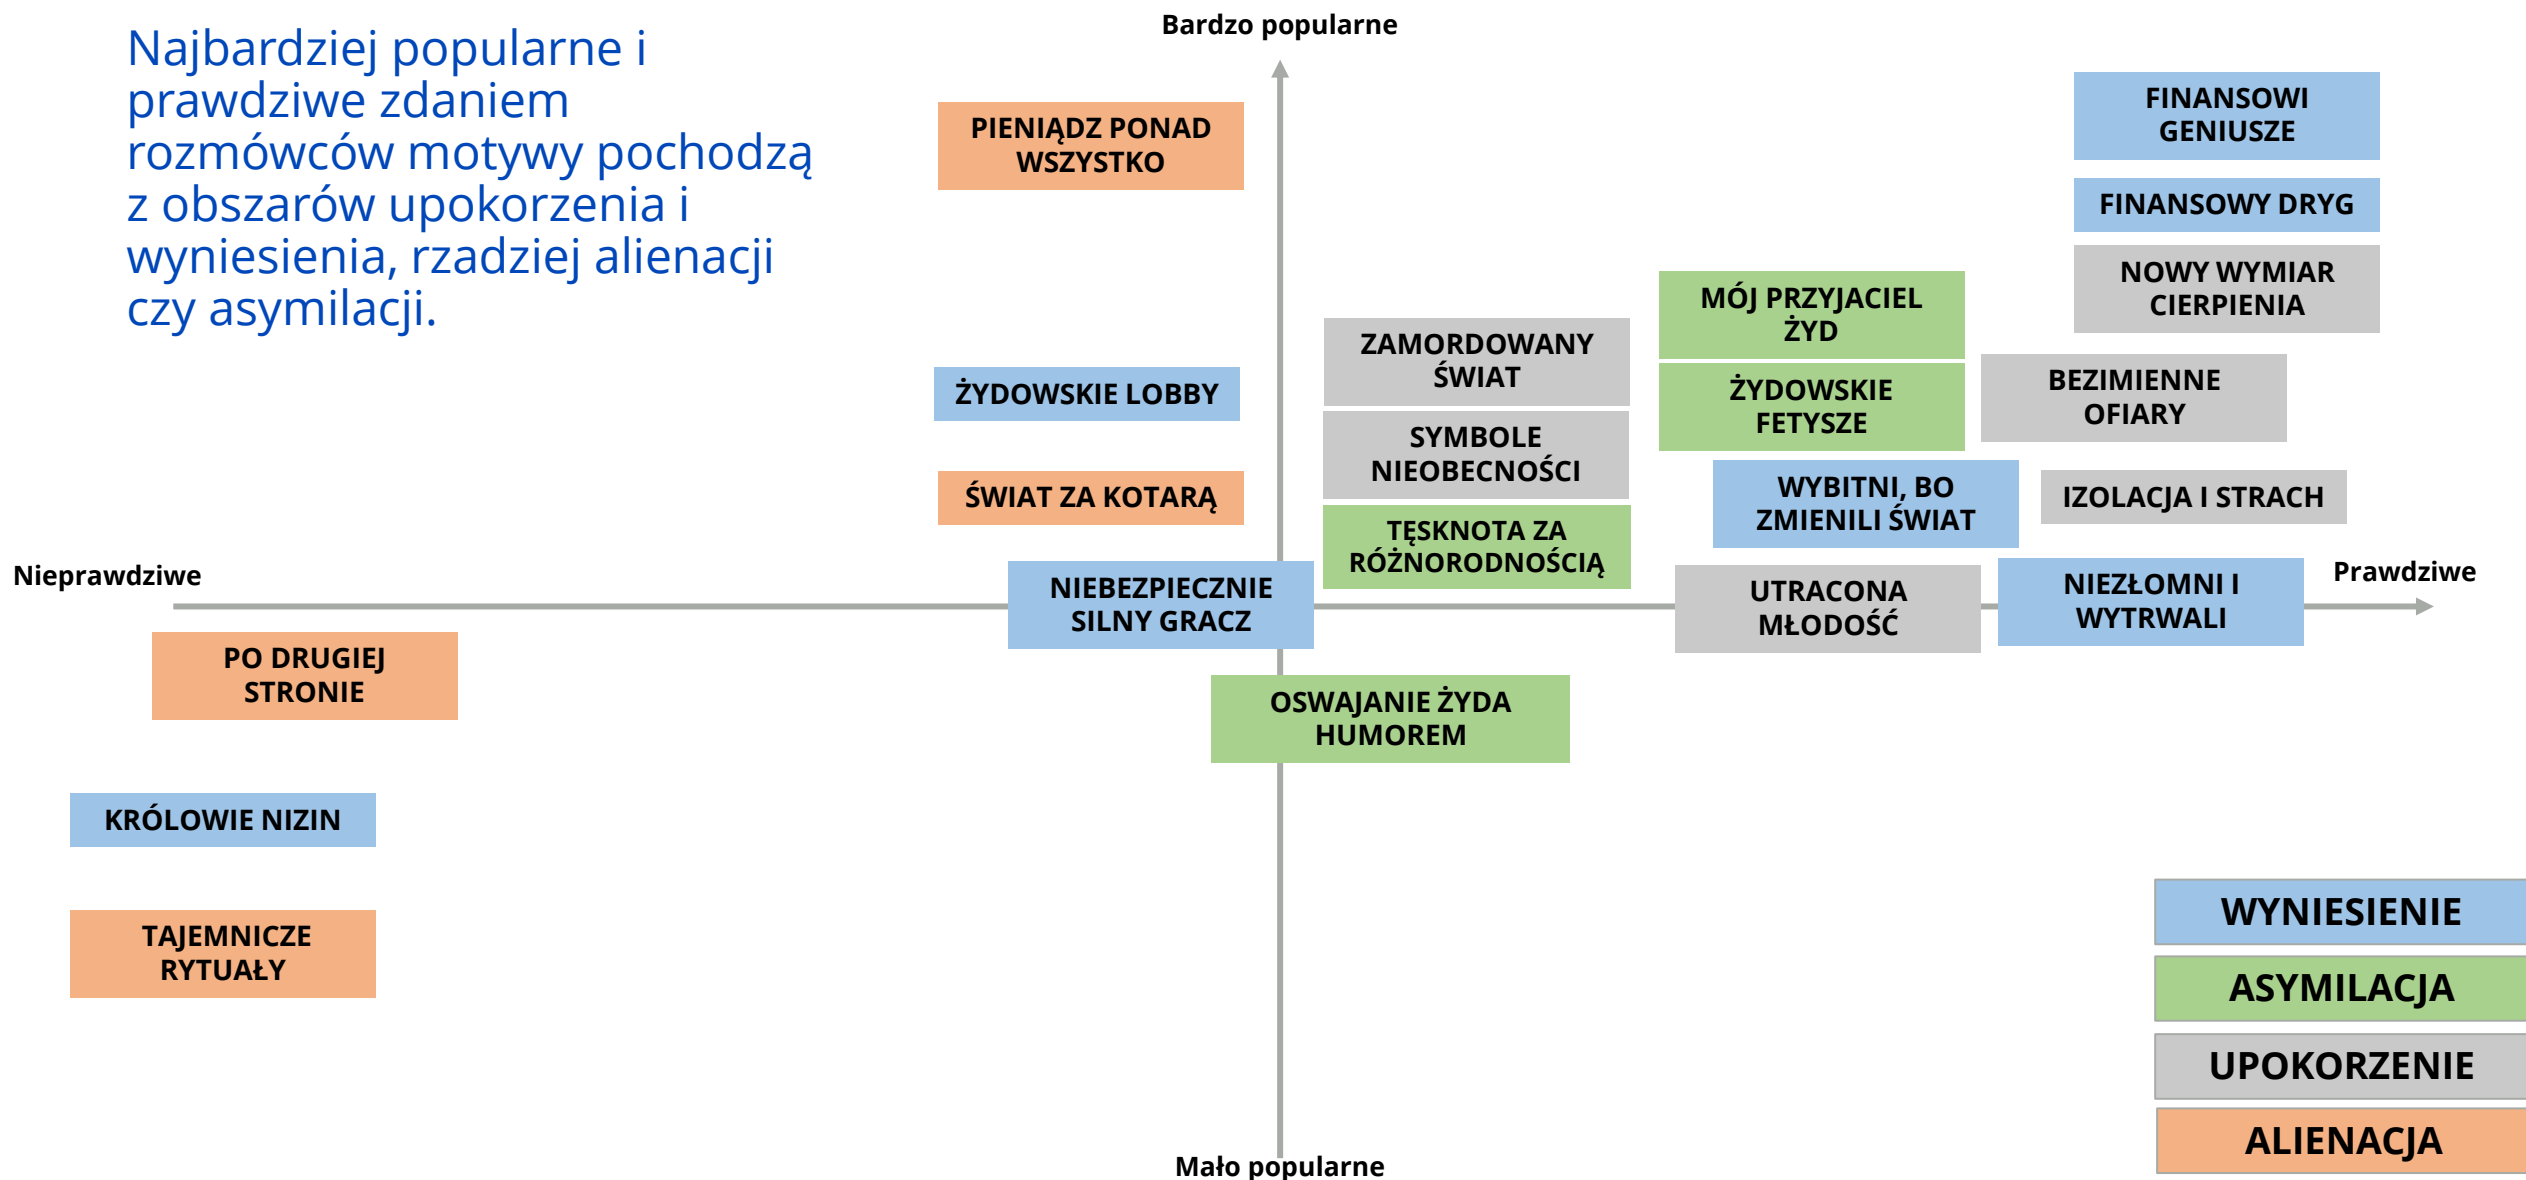 Bardzo popularne
Najbardziej popularne i
prawdziwe zdaniem
rozmówców motywy pochodzą
z obszarów upokorzenia i
wyniesienia, rzadziej alienacji
czy asymilacji.
PIENIĄDZ PONAD
WSZYSTKO
FINANSOWI
GENIUSZE
FINANSOWY DRYG
NOWY WYMIAR
CIERPIENIA
MÓJ PRZYJACIEL
ŻYD
ZAMORDOWANY
ŚWIAT
ŻYDOWSKIE LOBBY
ŻYDOWSKIE
FETYSZE
BEZIMIENNE
OFIARY
SYMBOLE
NIEOBECNOŚCI
ŚWIAT ZA KOTARĄ
WYBITNI, BO
ZMIENILI ŚWIAT
IZOLACJA I STRACH
TĘSKNOTA ZA
RÓŻNORODNOŚCIĄ
Nieprawdziwe
Prawdziwe
NIEBEZPIECZNIE
SILNY GRACZ
UTRACONA
MŁODOŚĆ
NIEZŁOMNI I
WYTRWALI
PO DRUGIEJ
STRONIE
OSWAJANIE ŻYDA
HUMOREM
KRÓLOWIE NIZIN
TAJEMNICZE
RYTUAŁY
WYNIESIENIE
ASYMILACJA
UPOKORZENIE
ALIENACJA
Mało popularne